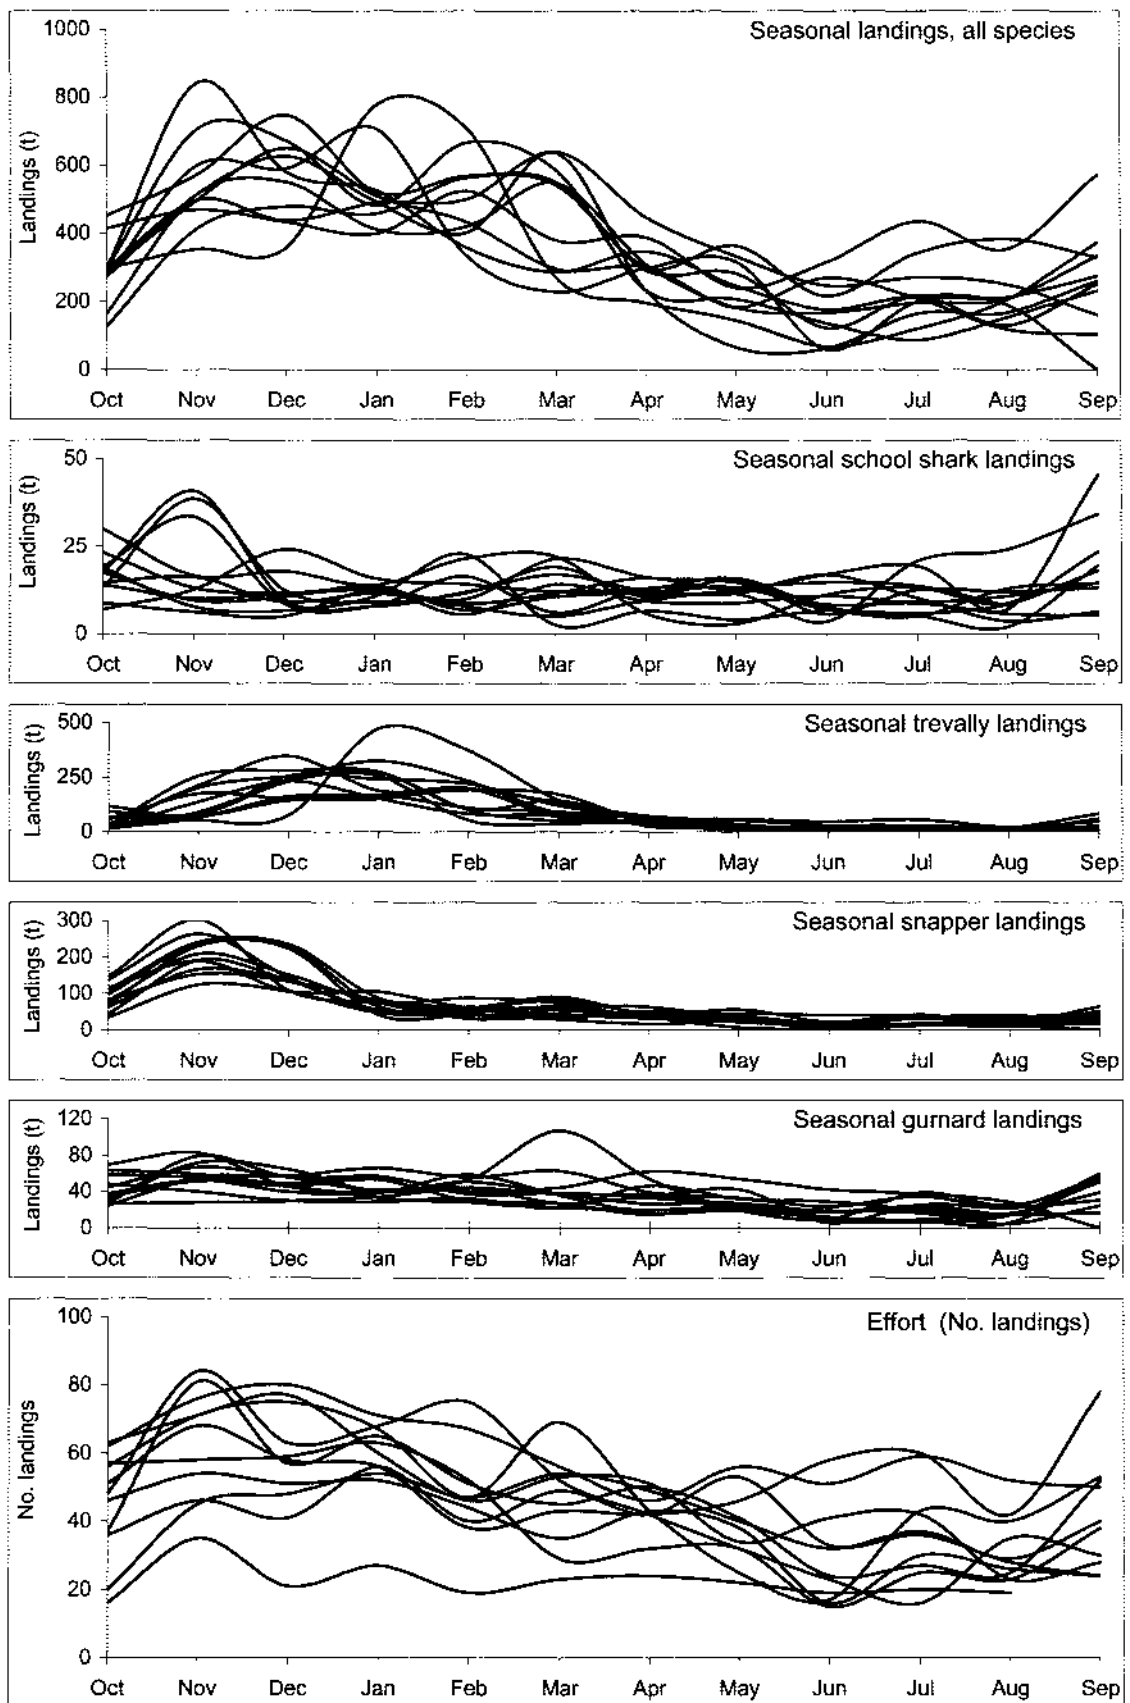 Seasonal landings, all species
Landings (t)
1000
800
600
400
200
0
Oct Nov Dec Jan Feb Mar Apr May Jun Jul Aug Sep
Seasonal school shark landings
Landings (t)
50
25
0
Oct Nov Dec Jan Feb Mar Apr May Jun Jul Aug Sep
Seasonal trevally landings
Landings (t)
500
250
0
Oct Nov Dec Jan Feb Mar Apr May Jun Jul Aug Sep
Seasonal snapper landings
Landings (t)
300
200
100
0
Oct Nov Dec Jan Feb Mar Apr May Jun Jul Aug Sep
Seasonal gurnard landings
Landings (t)
120
80
40
0
Oct Nov Dec Jan Feb Mar Apr May Jun Jul Aug Sep
Effort (No. landings)
No. landings
100
80
60
40
20
0
Oct Nov Dec Jan Feb Mar Apr May Jun Jul Aug Sep